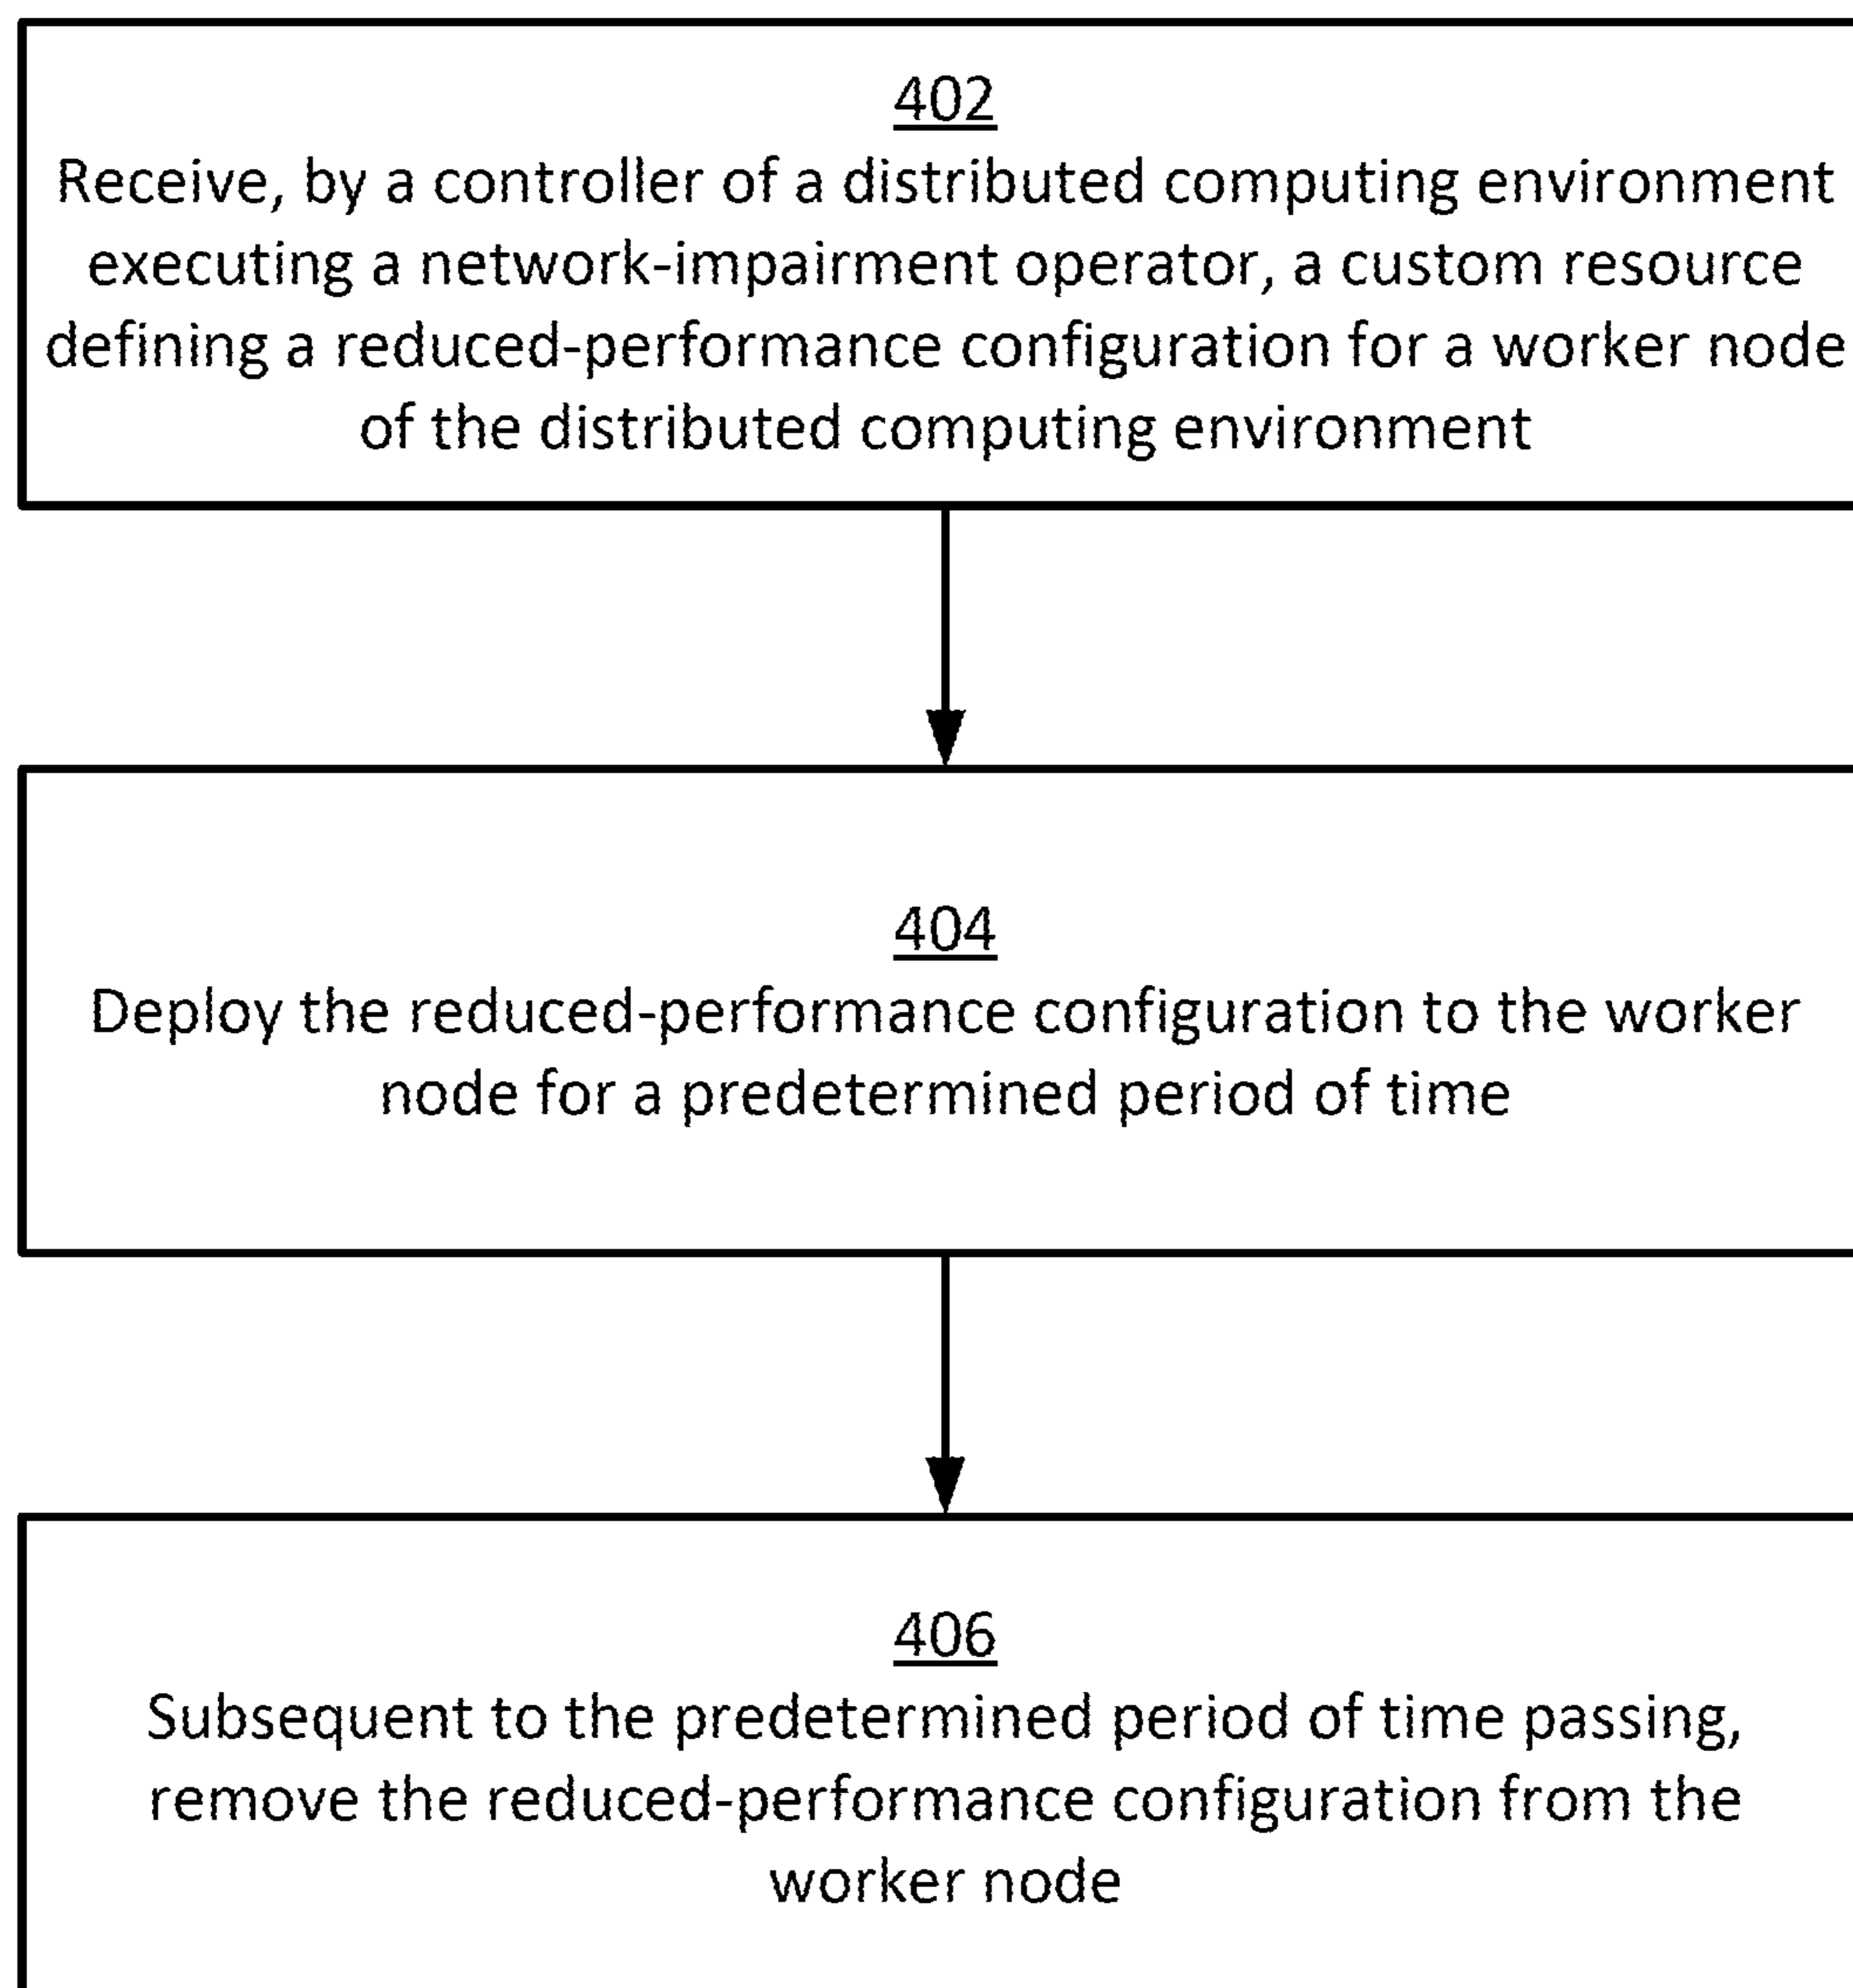 402
Receive, by a controller of a distributed computing environment
executing a network-impairment operator, a custom resource
defining a reduced-performance configuration for a worker node
of the distributed computing environment
404
Deploy the reduced-performance configuration to the worker
node for a predetermined period of time
406
Subsequent to the predetermined period of time passing,
remove the reduced-performance configuration from the
worker node